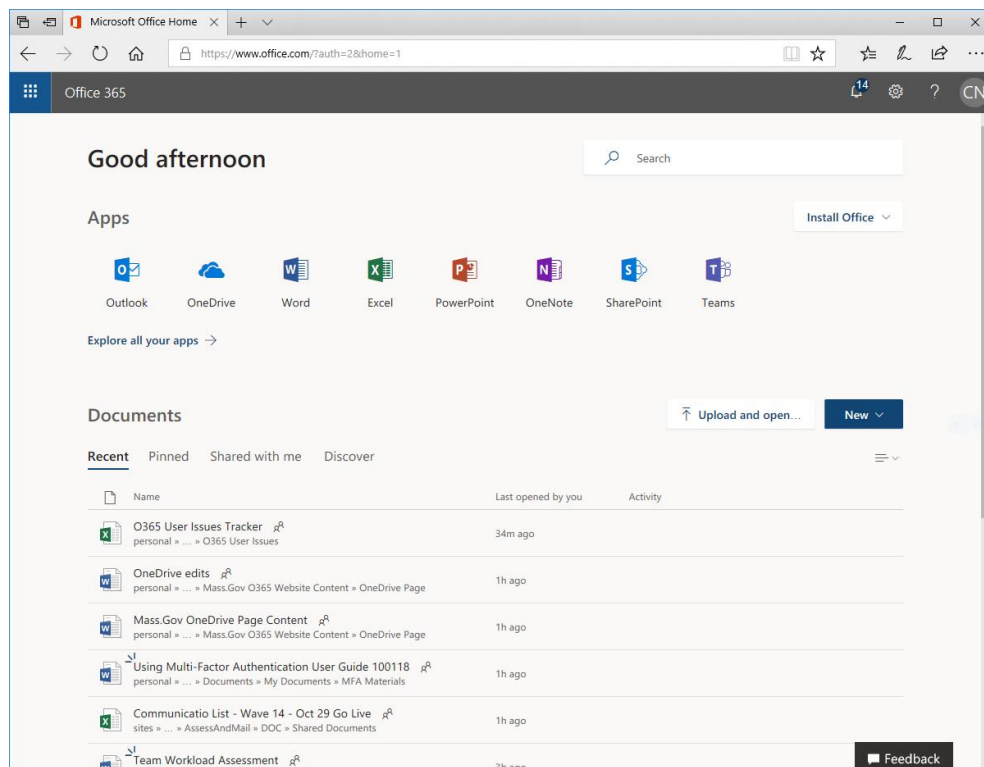 Microsoft Office Home
https://www.office.com/?auth=2&home=1
Office 365
14
?
CN
Good afternoon
Search
Apps
Install Office
Outlook OneDrive Word Excel PowerPoint OneNote SharePoint Teams
Explore all your apps →
Documents
Upload and open...
New
Recent Pinned Shared with me Discover
Name Last opened by you Activity
O365 User Issues Tracker
personal » ... » O365 User Issues
34m ago
OneDrive edits
personal » ... » Mass.Gov O365 Website Content » OneDrive Page
1h ago
Mass.Gov OneDrive Page Content
personal » ... » Mass.Gov O365 Website Content » OneDrive Page
1h ago
Using Multi-Factor Authentication User Guide 100118
personal » ... » Documents » My Documents » MFA Materials
1h ago
Communicatio List - Wave 14 - Oct 29 Go Live
sites » ... » AssessAndMail » DOC » Shared Documents
1h ago
Team Workload Assessment
Feedback